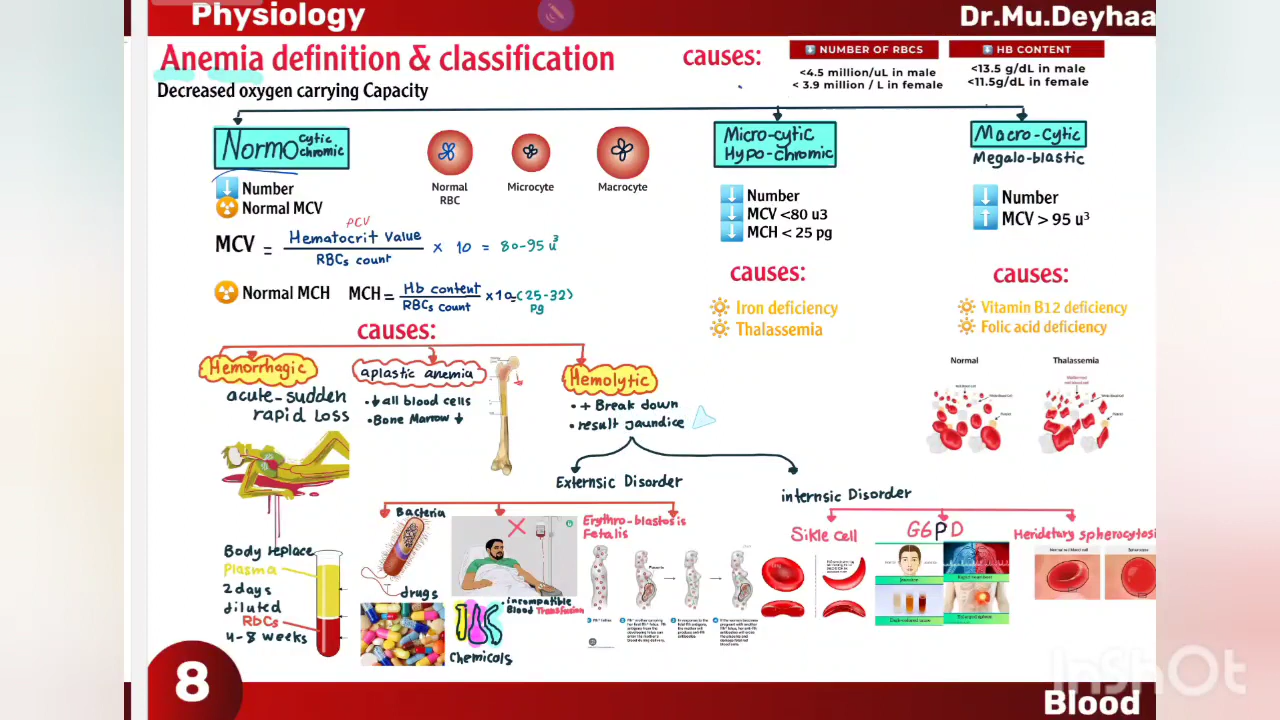 Physiology
Dr.Mu.Deyhaa
Anemia definition & classification
Decreased oxygen carrying Capacity
causes:
NUMBER OF RBCS
<4.5 million/uL in male
< 3.9 million / L in female
HB CONTENT
<13.5 g/dL in male
<11.5g/dL in female
Normo cytic
chromic
Number
Normal MCV
Normal
RBC
Microcyte
Macrocyte
Micro-cytic
Hypo-chromic
Number
MCV <80 u3
MCH < 25 pg
Macro-Cytic
Megalo-blastic
Number
MCV > 95 u³
PCV
MCV = Hematocrit Value
RBCs count
× 10 = 80-95 u³
Normal MCH
MCH = Hb content
RBCs count
×10=(25-32)
pg
causes:
Iron deficiency
Thalassemia
causes:
Vitamin B12 deficiency
Folic acid deficiency
causes:
Hemorrhagic
acute-sudden
rapid Loss
aplastic anemia
↓ all blood cells
Bone Marrow ↓
Hemolytic
+ Break down
result jaundice
Normal
Thalassemia
Externsic Disorder
internsic Disorder
Body replace
Plasma
2days
diluted
RBCs
4-8 weeks
Bacteria
drugs
incompatible
Blood Transfusion
Chemicals
Erythro-blastosis
Fetalis
Sikle cell
G6PD
Heridetary spherocytosi
8
Blood
InShOt